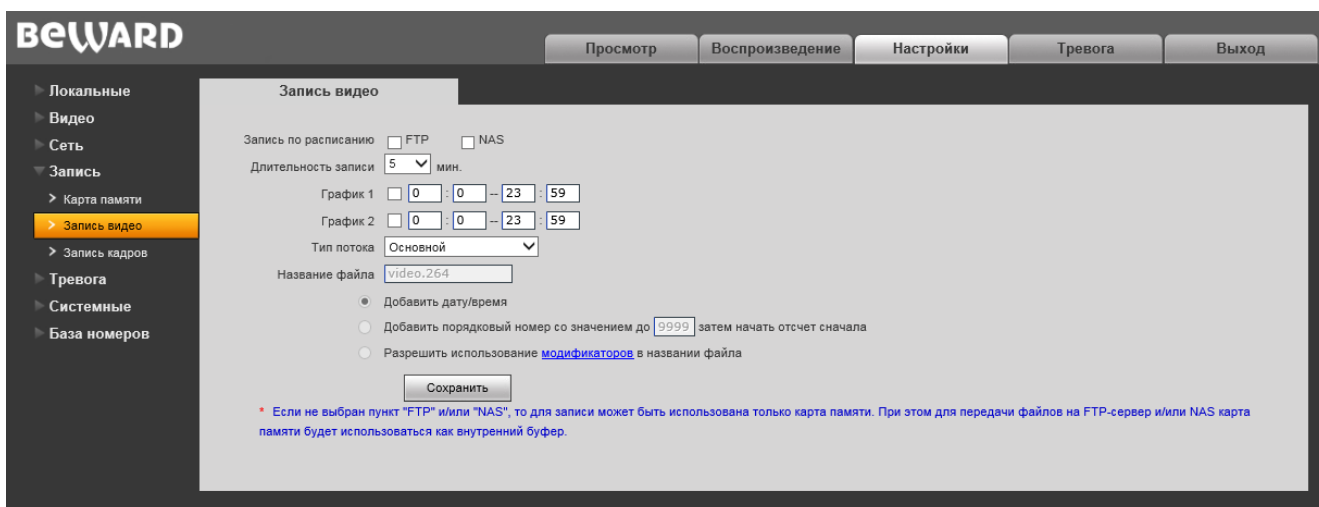 BEWARD
Просмотр Воспроизведение Настройки Тревога Выход
Локальные
Видео
Сеть
Запись
Карта памяти
Запись видео
Запись кадров
Тревога
Системные
База номеров
Запись видео
Запись по расписанию FTP NAS
Длительность записи 5 мин.
График 1 0 : 0 -- 23 : 59
График 2 0 : 0 -- 23 : 59
Тип потока Основной
Название файла video.264
Добавить дату/время
Добавить порядковый номер со значением до 9999 затем начать отсчет сначала
Разрешить использование модификаторов в названии файла
Сохранить
* Если не выбран пункт "FTP" и/или "NAS", то для записи может быть использована только карта памяти. При этом для передачи файлов на FTP-сервер и/или NAS карта
памяти будет использоваться как внутренний буфер.